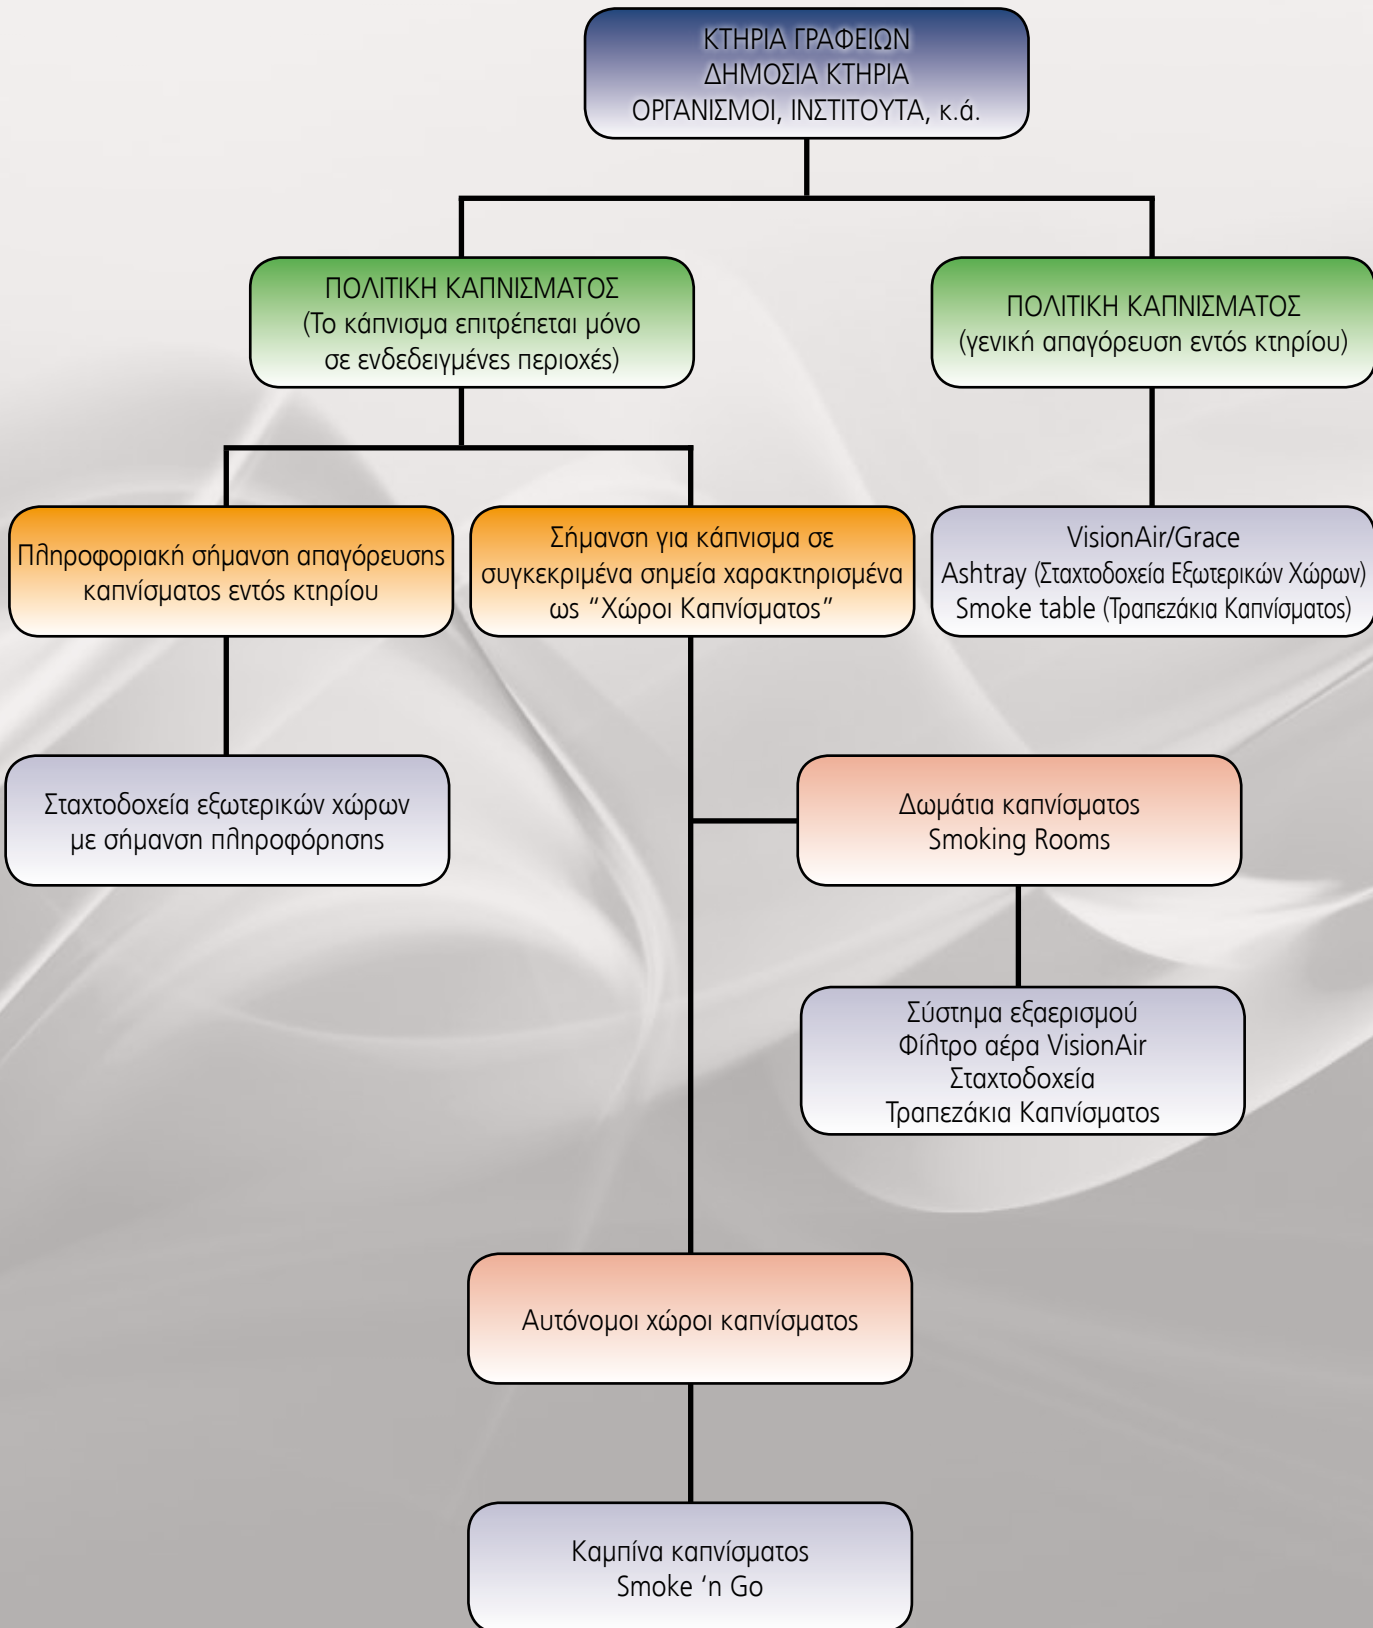 ΚΤΗΡΙΑ ΓΡΑΦΕΙΩΝ
ΔΗΜΟΣΙΑ ΚΤΗΡΙΑ
ΟΡΓΑΝΙΣΜΟΙ, ΙΝΣΤΙΤΟΥΤΑ, κ.ά.
ΠΟΛΙΤΙΚΗ ΚΑΠΝΙΣΜΑΤΟΣ
(Το κάπνισμα επιτρέπεται μόνο
σε ενδεδειγμένες περιοχές)
ΠΟΛΙΤΙΚΗ ΚΑΠΝΙΣΜΑΤΟΣ
(γενική απαγόρευση εντός κτηρίου)
Πληροφοριακή σήμανση απαγόρευσης
καπνίσματος εντός κτηρίου
Σήμανση για κάπνισμα σε
συγκεκριμένα σημεία χαρακτηρισμένα
ως “Χώροι Καπνίσματος”
VisionAir/Grace
Ashtray (Σταχτοδοχεία Εξωτερικών Χώρων)
Smoke table (Τραπεζάκια Καπνίσματος)
Σταχτοδοχεία εξωτερικών χώρων
με σήμανση πληροφόρησης
Δωμάτια καπνίσματος
Smoking Rooms
Σύστημα εξαερισμού
Φίλτρο αέρα VisionAir
Σταχτοδοχεία
Τραπεζάκια Καπνίσματος
Αυτόνομοι χώροι καπνίσματος
Καμπίνα καπνίσματος
Smoke ‘n Go